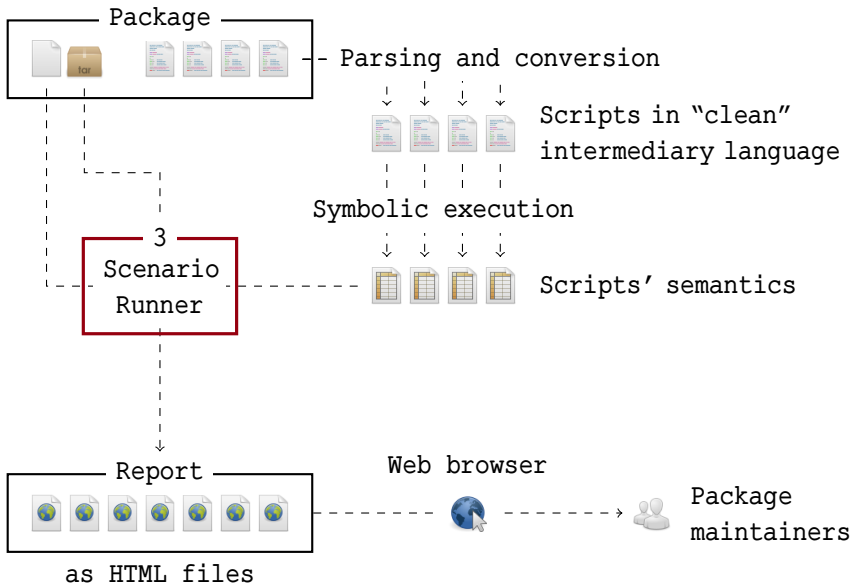 Package
tar
Parsing and conversion
Scripts in “clean”
intermediary language
Symbolic execution
3
Scenario
Runner
Scripts’ semantics
Report
Web browser
Package
maintainers
as HTML files